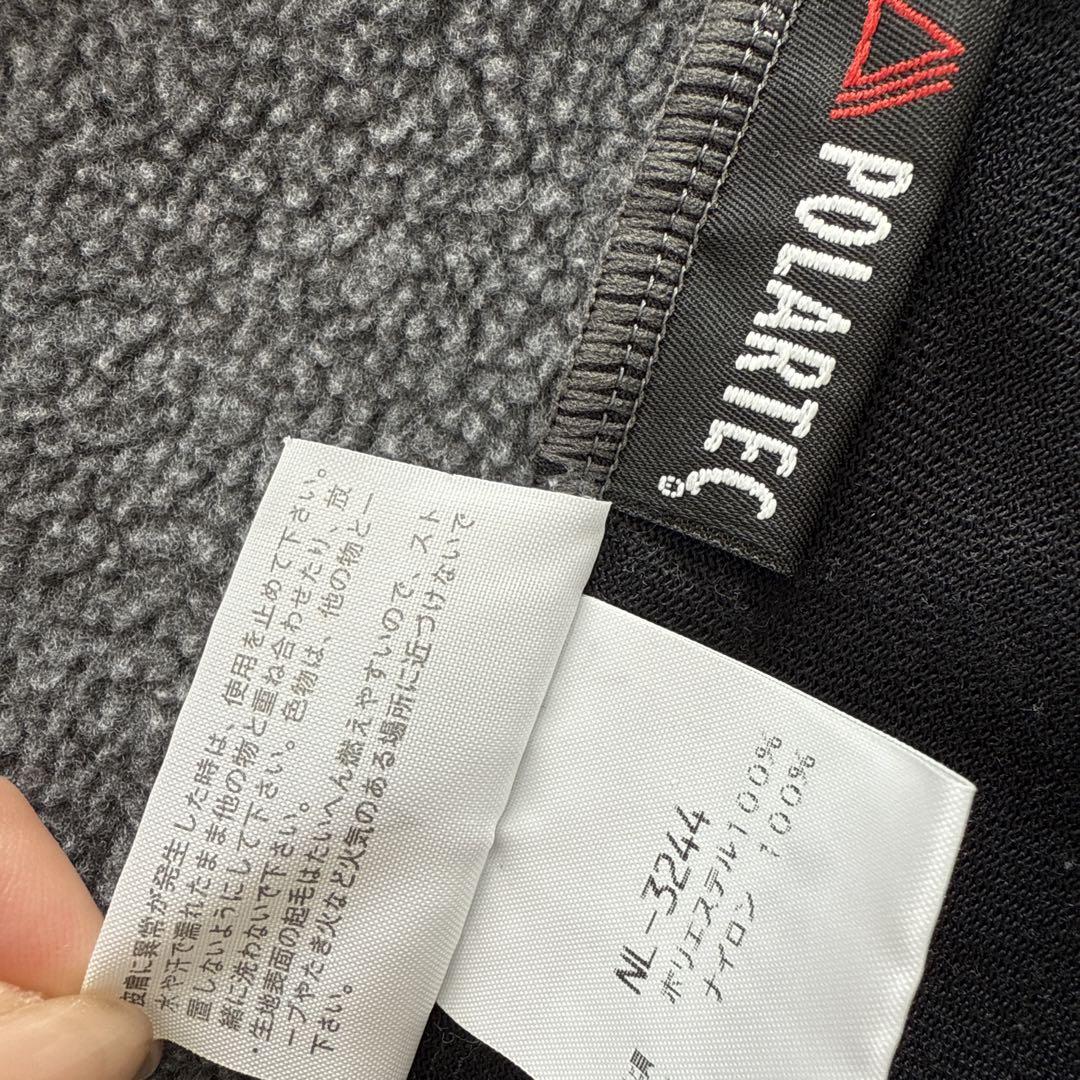 POLARTEC
皮膚に異常が発生した時は、使用を止めて下さい。
水や汗で濡れたまま他の物と重ね合わせたり、放
置しないようにして下さい。色物は、他の物と一
緒に洗わないで下さい。
・生地表面の起毛はたいへん燃えやすいので、スト
ーブやたき火など火気のある場所に近づけないで
下さい。
NL-3244
ポリエステル100%
ナイロン 100%